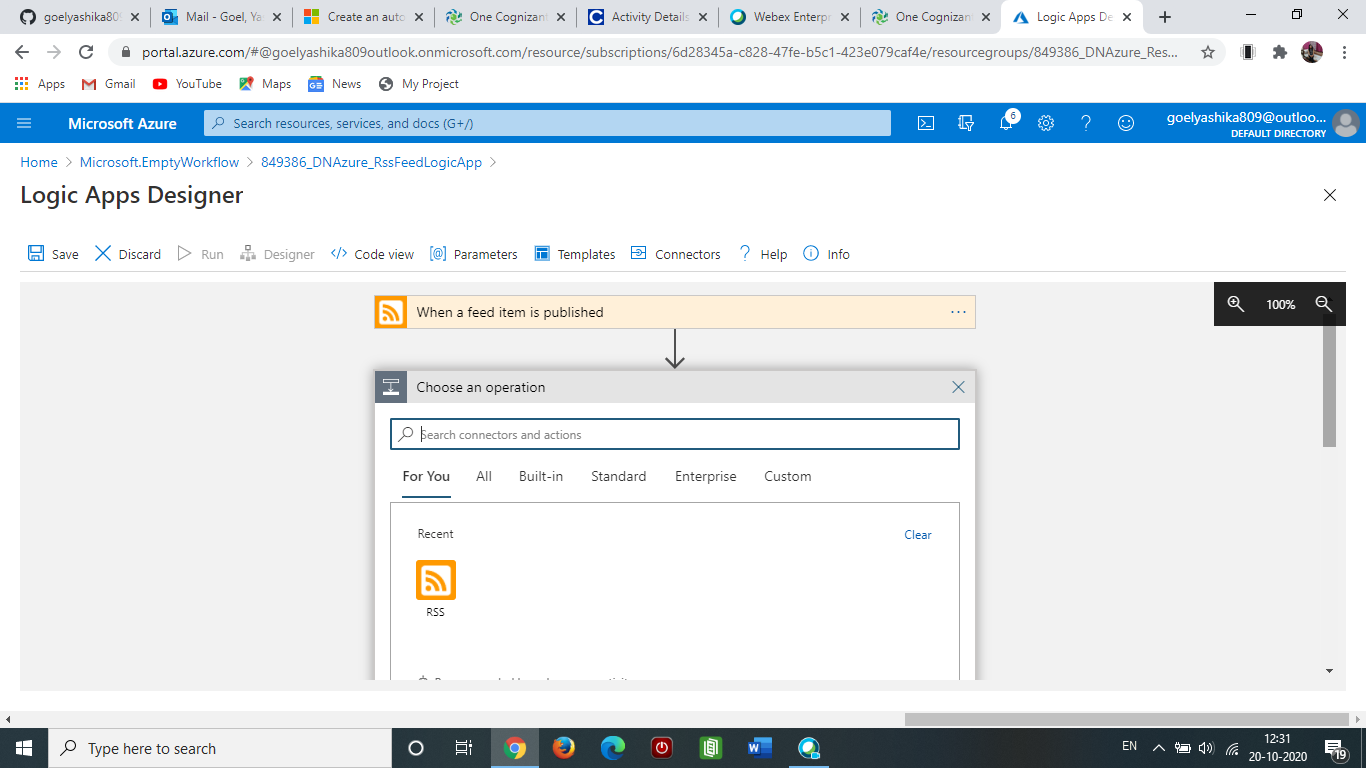 goelyashika80
Mail - Goel, Ya
Create an auto
One Cognizan
Activity Details
Webex Enterpr
One Cognizan
Logic Apps De
portal.azure.com/#@goelyashika809outlook.onmicrosoft.com/resource/subscriptions/6d28345a-c828-47fe-b5c1-423e079caf4e/resourcegroups/849386_DNAzure_Res...
Apps
Gmail
YouTube
Maps
News
My Project
Microsoft Azure
Search resources, services, and docs (G+/)
6
goelyashika809@outloo...
DEFAULT DIRECTORY
Home > Microsoft.EmptyWorkflow > 849386_DNAzure_RssFeedLogicApp >
Logic Apps Designer
Save
Discard
Run
Designer
Code view
Parameters
Templates
Connectors
Help
Info
When a feed item is published
100%
Choose an operation
Search connectors and actions
For You
All
Built-in
Standard
Enterprise
Custom
Recent
Clear
RSS
Type here to search
EN
12:31
20-10-2020
19